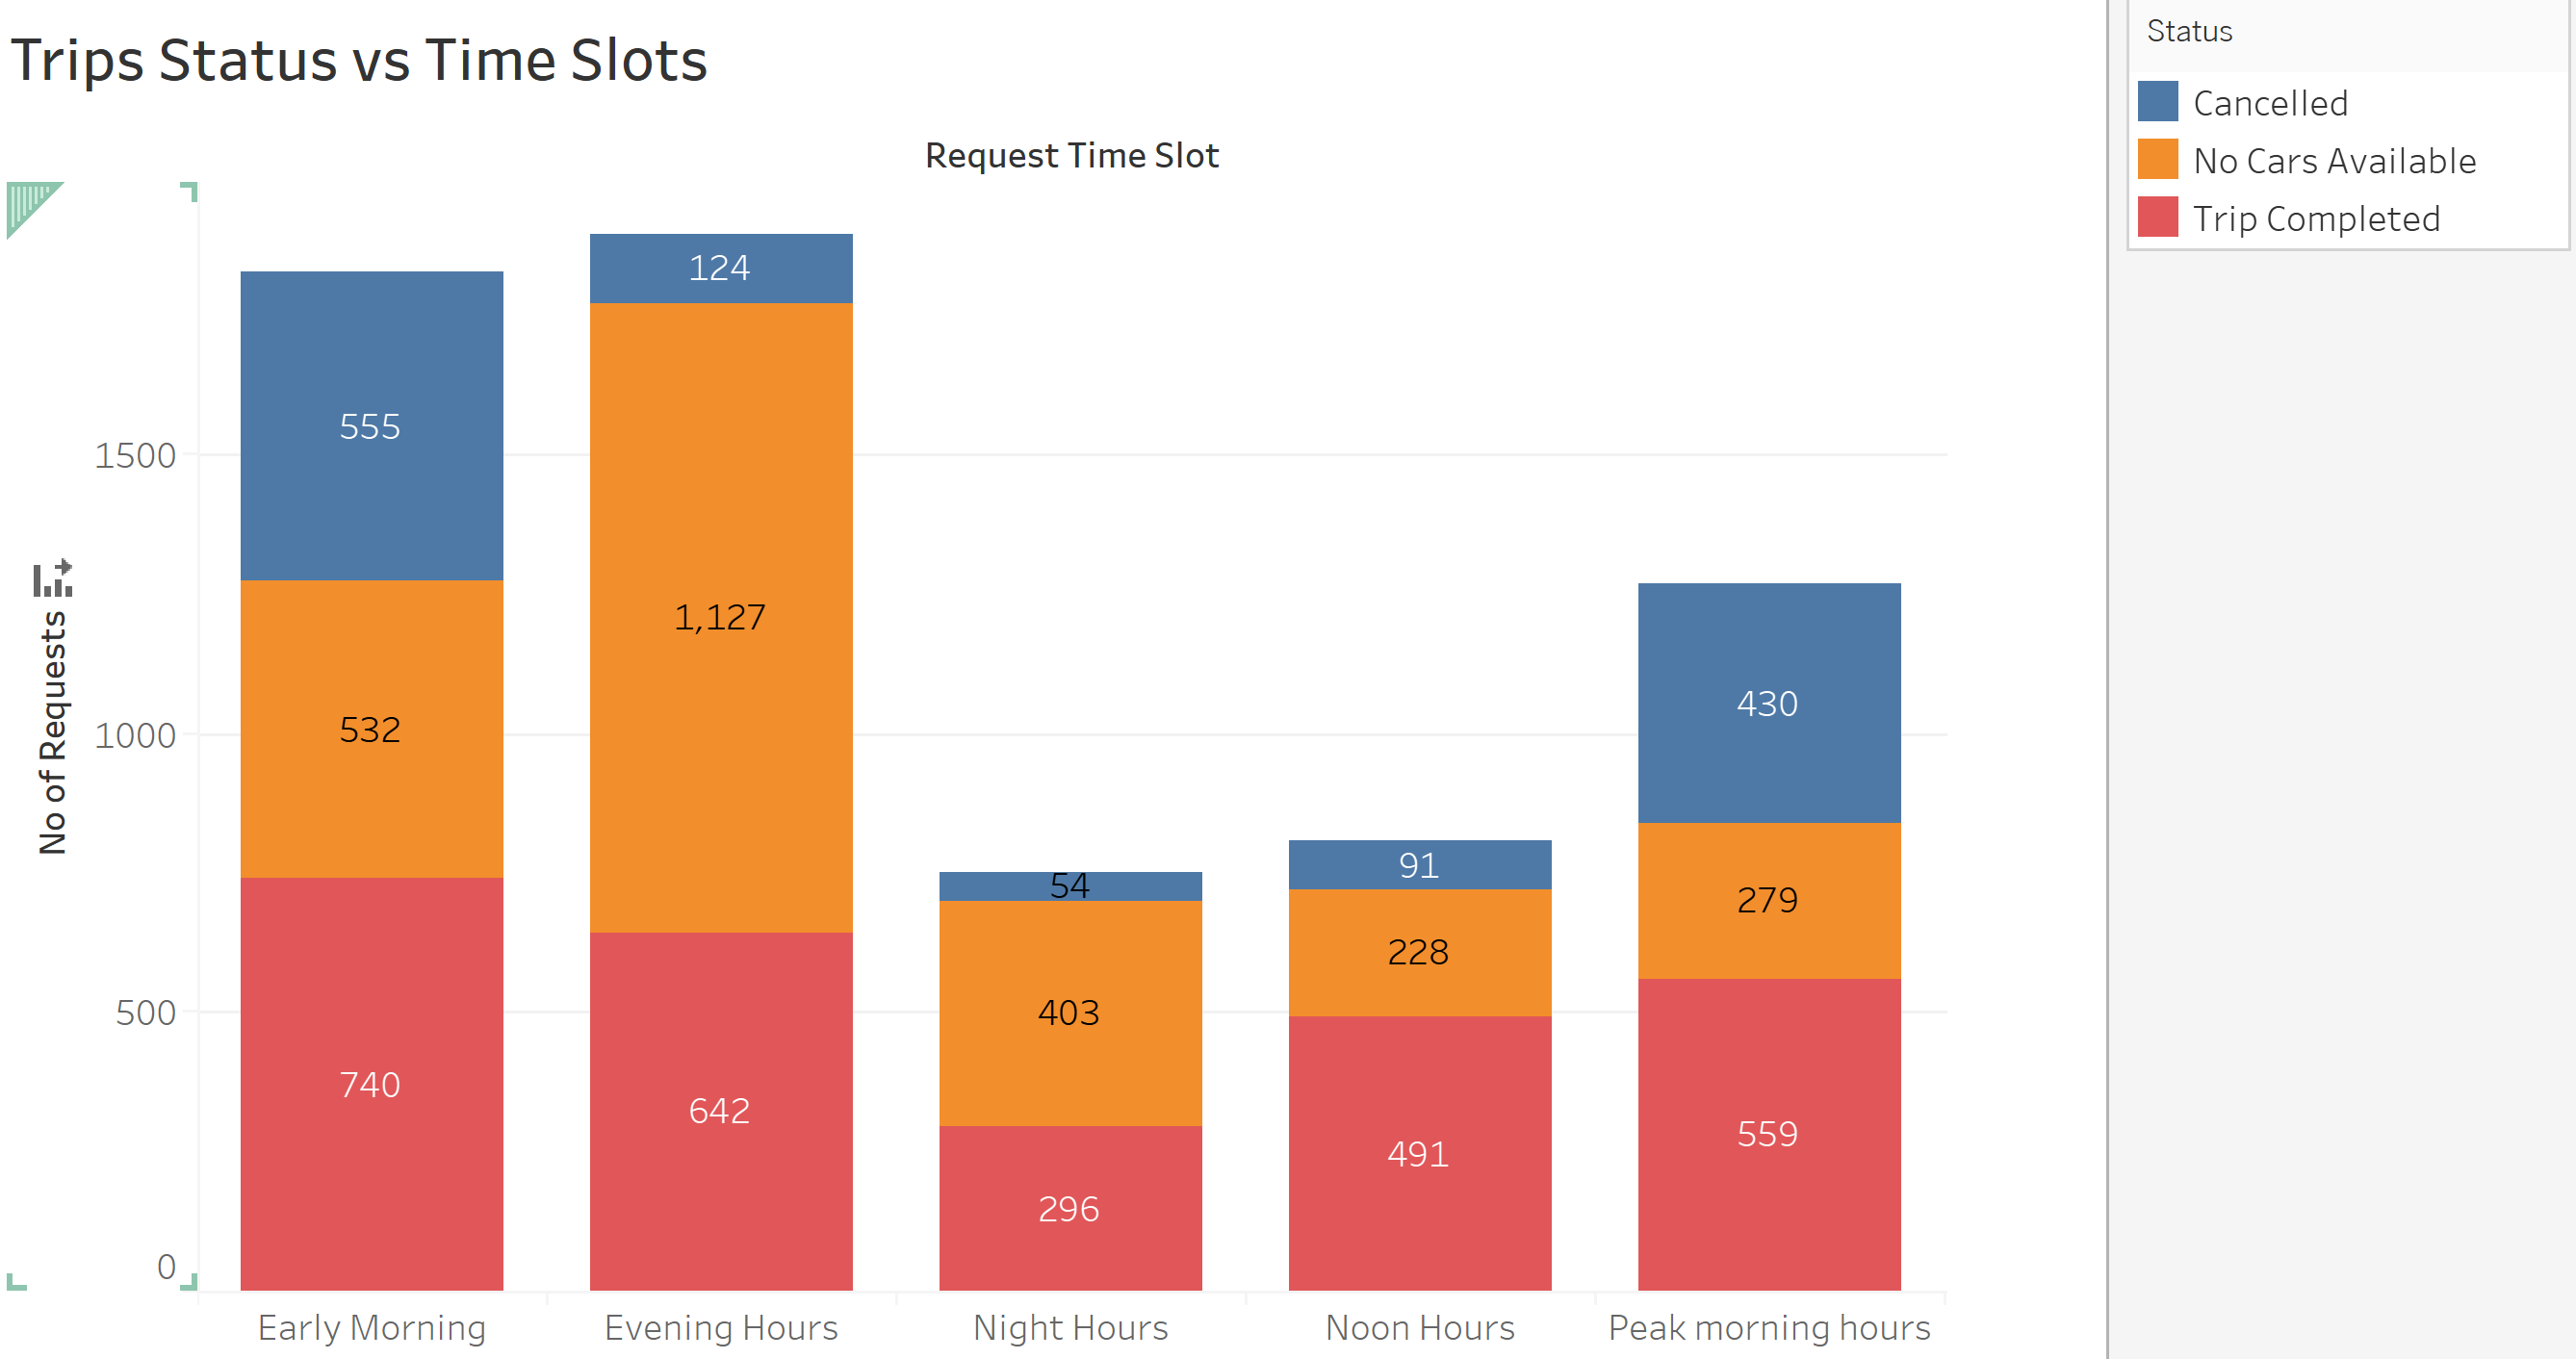 Trips Status vs Time Slots
Request Time Slot
Status
Cancelled
No Cars Available
Trip Completed
No of Requests
1500
1000
500
0
555
532
740
124
1,127
642
54
403
296
91
228
491
430
279
559
Early Morning
Evening Hours
Night Hours
Noon Hours
Peak morning hours